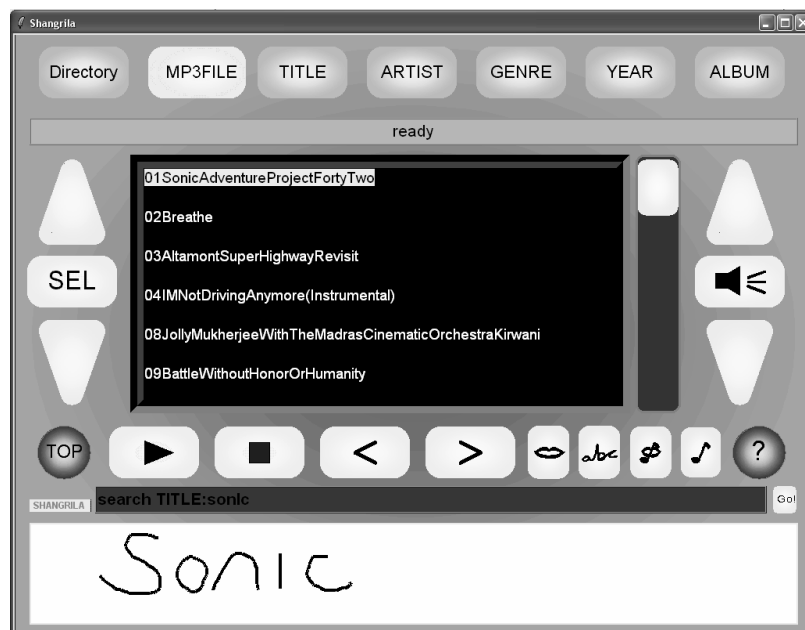 Shangrila
Directory MP3FILE TITLE ARTIST GENRE YEAR ALBUM
ready
01SonicAdventureProjectFortyTwo
02Breathe
03AltamontSuperHighwayRevisit
SEL
04IMNotDrivingAnymore(Instrumental)
08JollyMukherjeeWithTheMadrasCinematicOrchestraKirwani
09BattleWithoutHonorOrHumanity
TOP < > abc ?
SHANGRILA search TITLE:sonIc Go!
Sonic